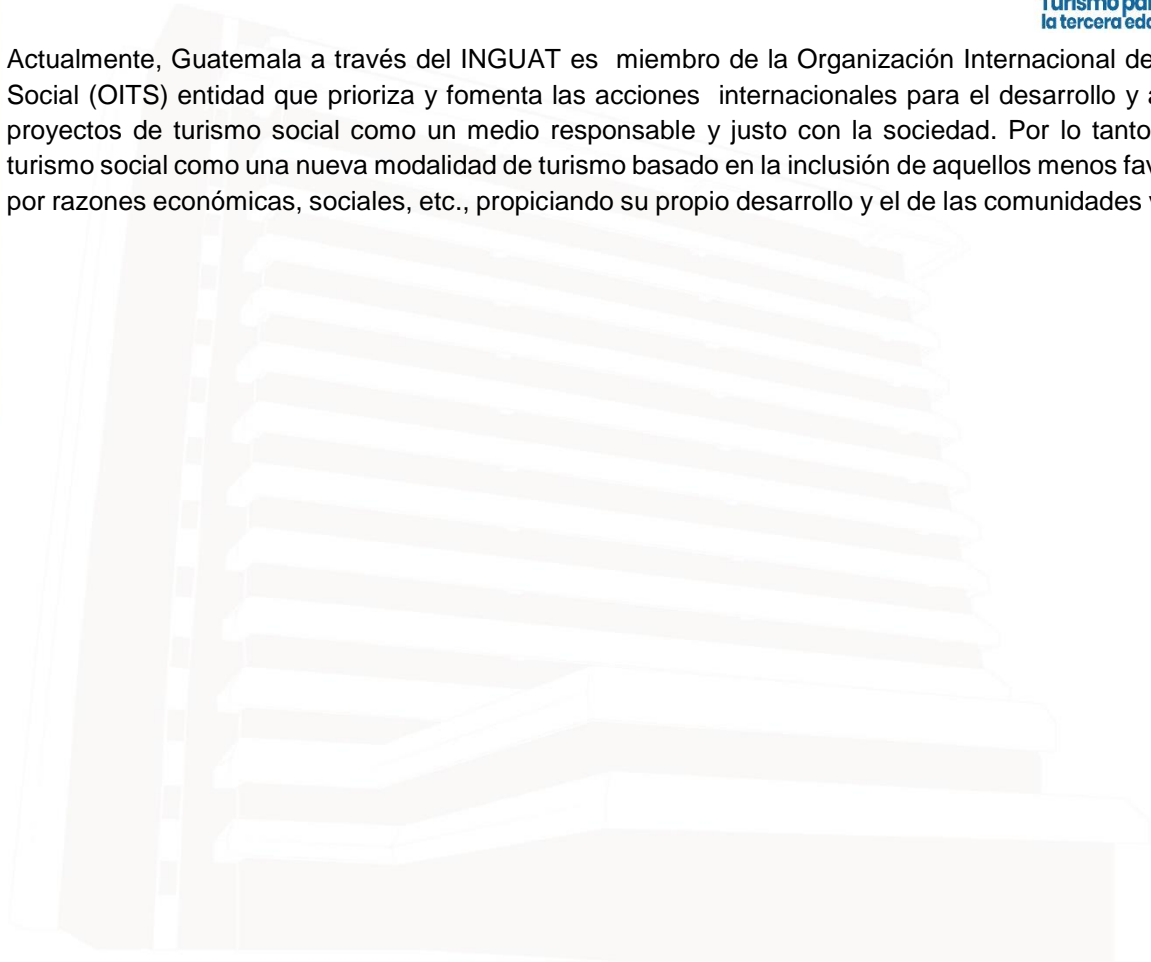 Turismo par
la tercera eda
Actualmente, Guatemala a través del INGUAT es miembro de la Organización Internacional de
Social (OITS) entidad que prioriza y fomenta las acciones internacionales para el desarrollo y a
proyectos de turismo social como un medio responsable y justo con la sociedad. Por lo tanto
turismo social como una nueva modalidad de turismo basado en la inclusión de aquellos menos fav
por razones económicas, sociales, etc., propiciando su propio desarrollo y el de las comunidades v